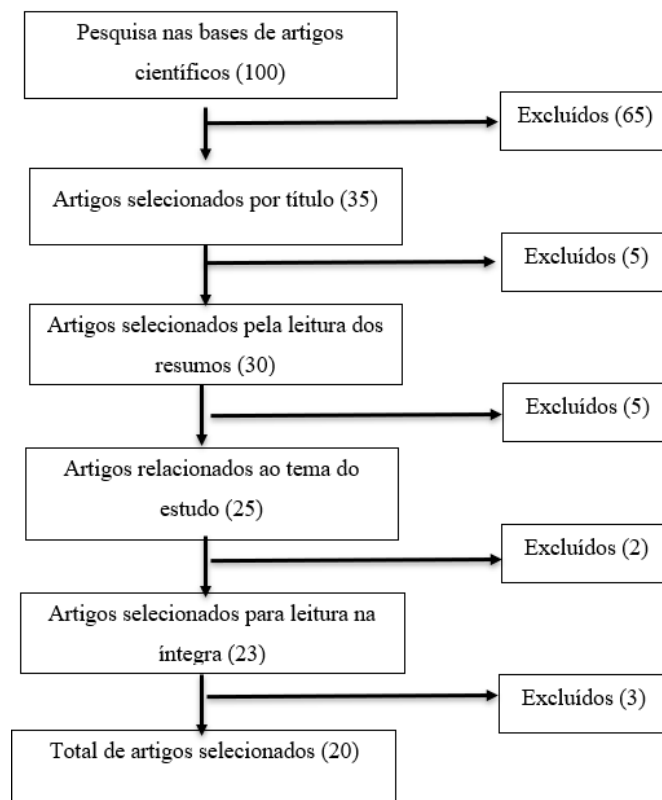 Pesquisa nas bases de artigos
científicos (100)
Excluídos (65)
Artigos selecionados por título (35)
Excluídos (5)
Artigos selecionados pela leitura dos
resumos (30)
Excluídos (5)
Artigos relacionados ao tema do
estudo (25)
Excluídos (2)
Artigos selecionados para leitura na
íntegra (23)
Excluídos (3)
Total de artigos selecionados (20)